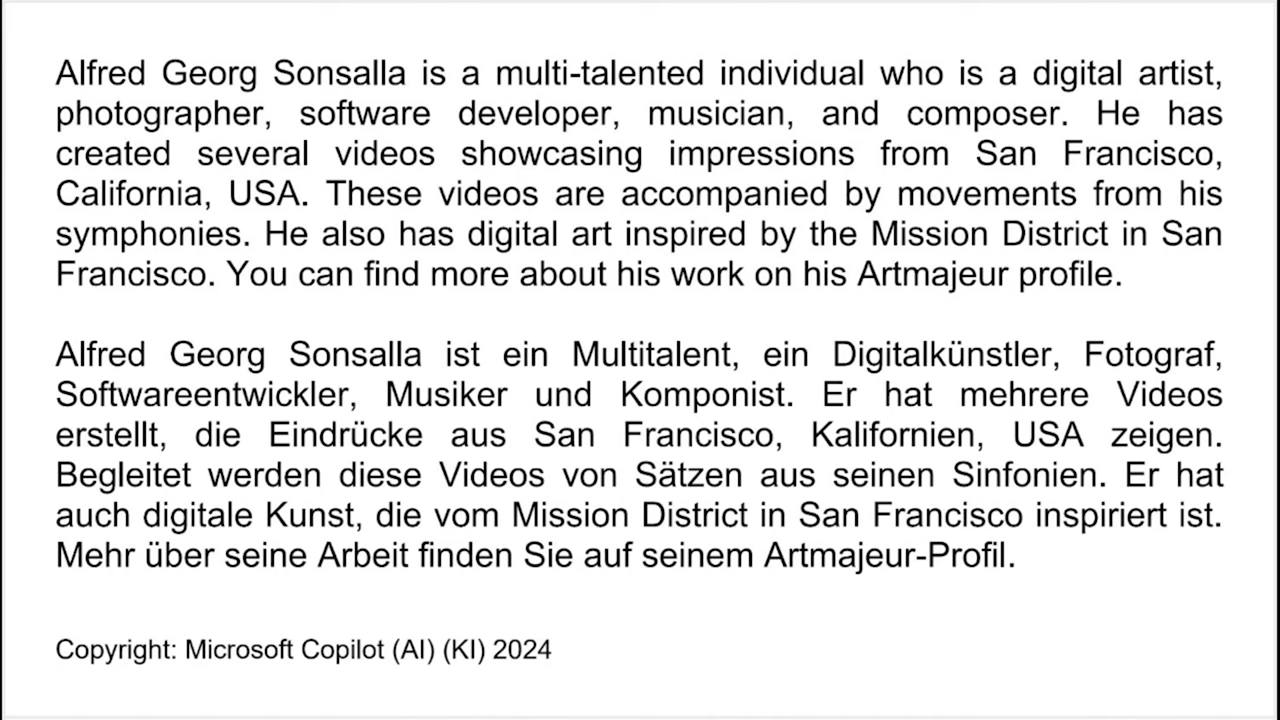 Alfred Georg Sonsalla is a multi-talented individual who is a digital artist,
photographer, software developer, musician, and composer. He has
created several videos showcasing impressions from San Francisco,
California, USA. These videos are accompanied by movements from his
symphonies. He also has digital art inspired by the Mission District in San
Francisco. You can find more about his work on his Artmajeur profile.
Alfred Georg Sonsalla ist ein Multitalent, ein Digitalkünstler, Fotograf,
Softwareentwickler, Musiker und Komponist. Er hat mehrere Videos
erstellt, die Eindrücke aus San Francisco, Kalifornien, USA zeigen.
Begleitet werden diese Videos von Sätzen aus seinen Sinfonien. Er hat
auch digitale Kunst, die vom Mission District in San Francisco inspiriert ist.
Mehr über seine Arbeit finden Sie auf seinem Artmajeur-Profil.
Copyright: Microsoft Copilot (AI) (KI) 2024